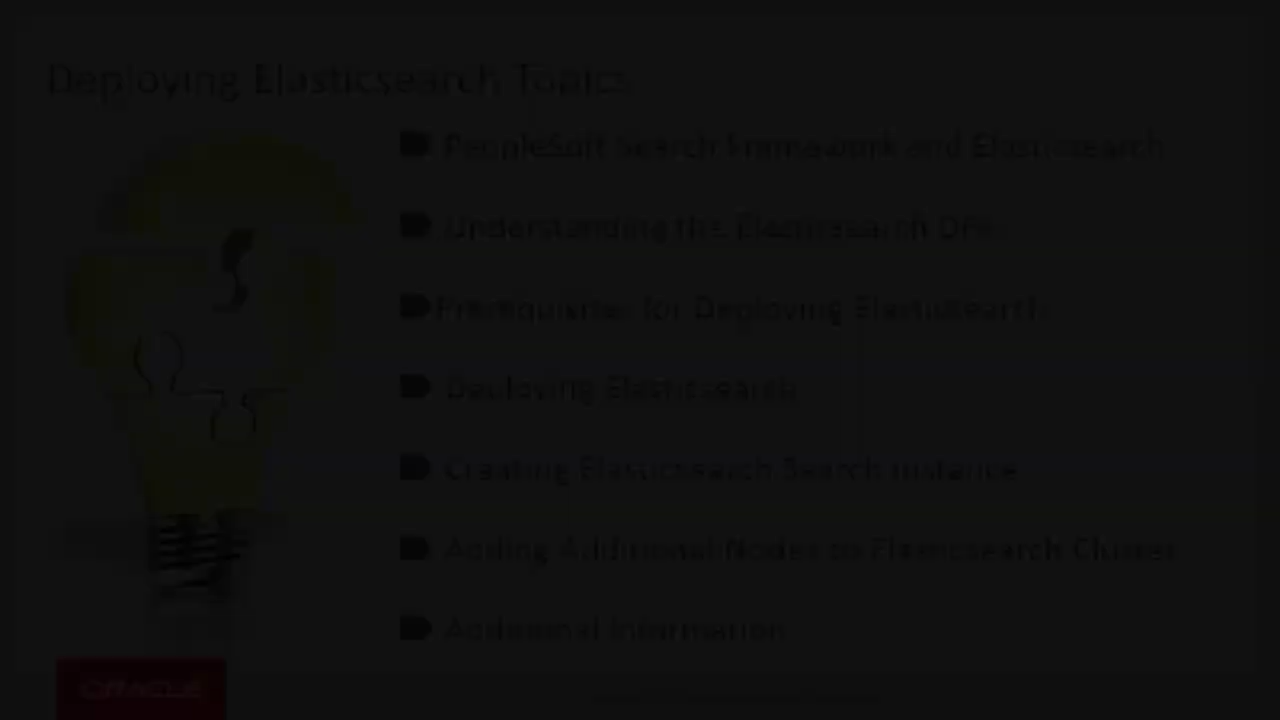 Deploying Elasticsearch Topics
PeopleSoft Search Framework and Elasticsearch
Understanding the Elasticsearch DPK
Prerequisites for Deploying Elasticsearch
Deploying Elasticsearch
Creating Elasticsearch Search Instance
Adding Additional Nodes to Elasticsearch Cluster
Additional Information
ORACLE